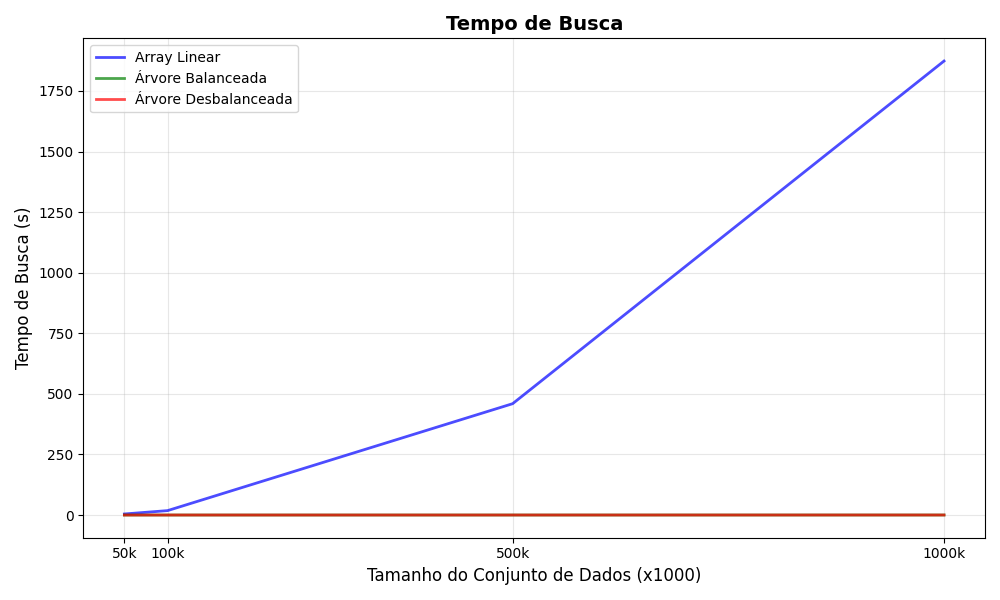 Tempo de Busca
Array Linear
Árvore Balanceada
Árvore Desbalanceada
Tempo de Busca (s)
1750
1500
1250
1000
750
500
250
0
50k
100k
500k
1000k
Tamanho do Conjunto de Dados (x1000)